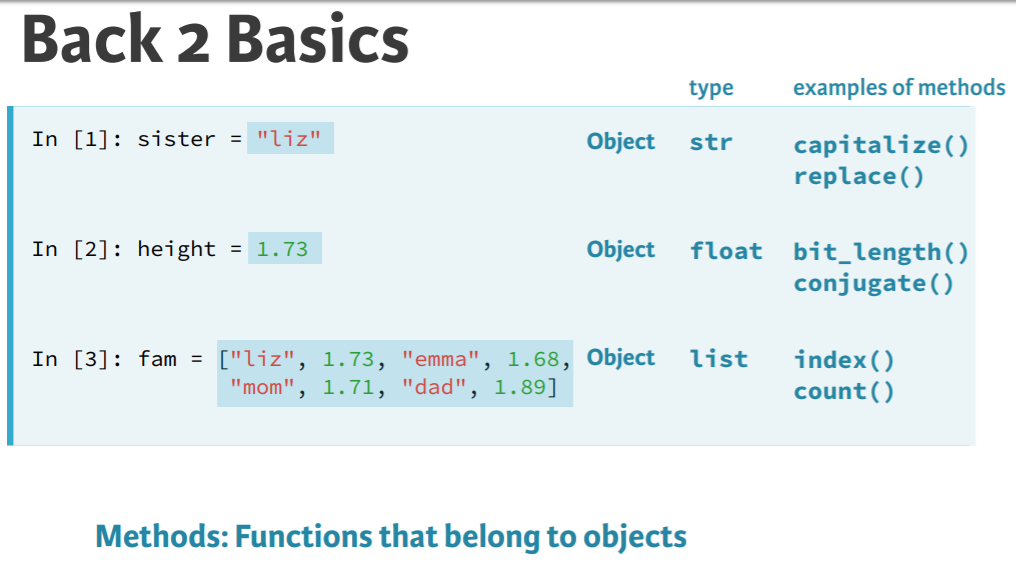 Back 2 Basics
type examples of methods
In [1]: sister = "liz" Object str capitalize()
replace()
In [2]: height = 1.73 Object float bit_length()
conjugate()
In [3]: fam = ["liz", 1.73, "emma", 1.68, Object list index()
"mom", 1.71, "dad", 1.89] count()
Methods: Functions that belong to objects